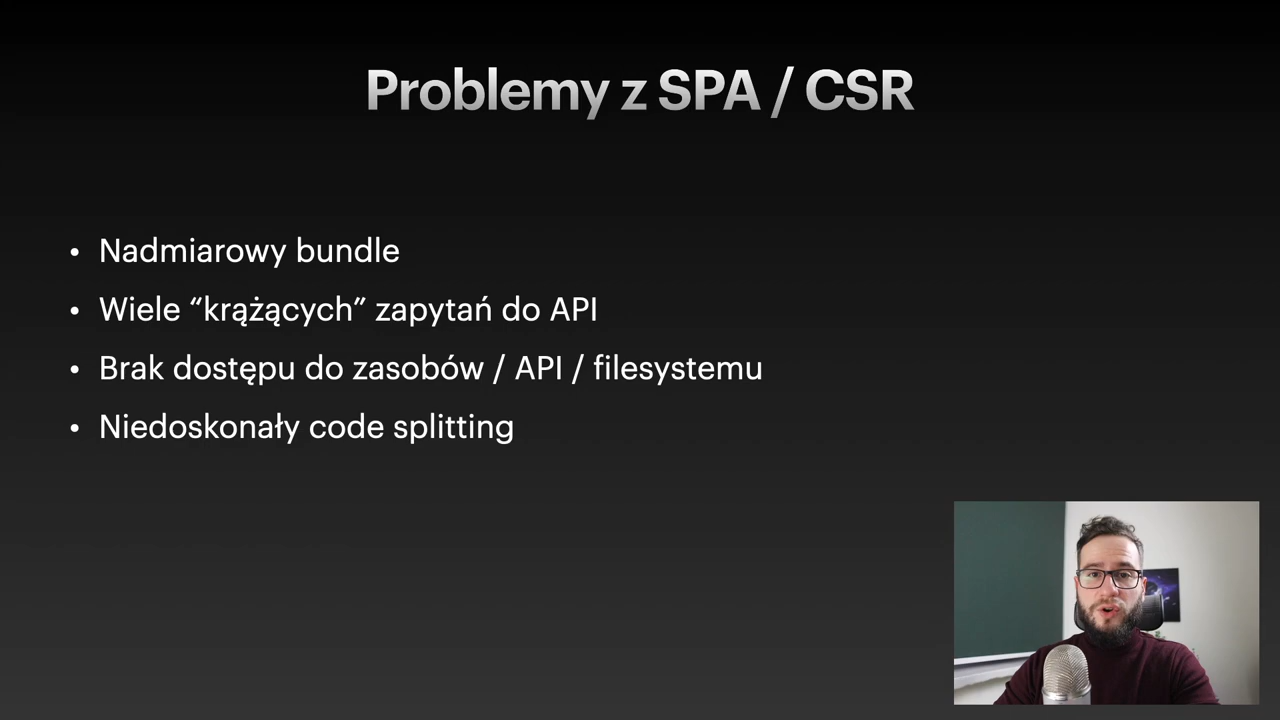 Problemy z SPA / CSR
• Nadmiarowy bundle
• Wiele “krążących” zapytań do API
• Brak dostępu do zasobów / API / filesystemu
• Niedoskonały code splitting